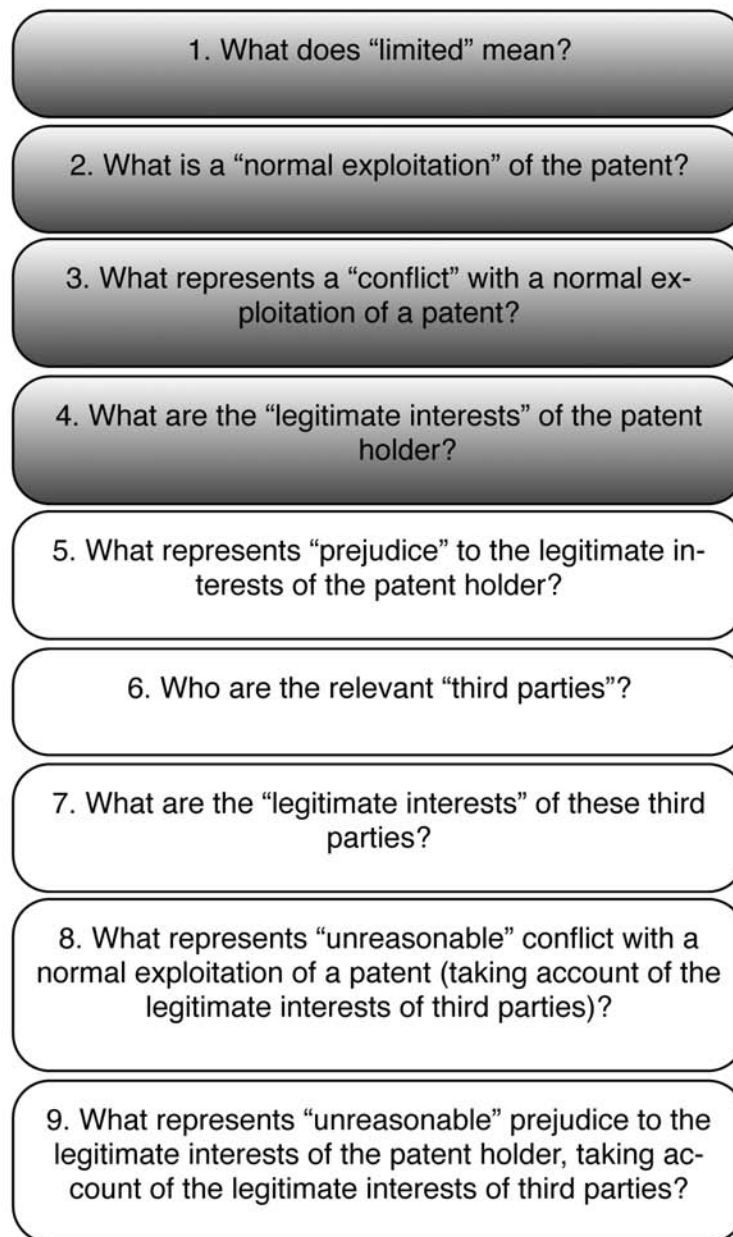 1. What does “limited” mean?
2. What is a “normal exploitation” of the patent?
3. What represents a “conflict” with a normal ex-
ploitation of a patent?
4. What are the “legitimate interests” of the patent
holder?
5. What represents “prejudice” to the legitimate in-
terests of the patent holder?
6. Who are the relevant “third parties”?
7. What are the “legitimate interests” of these third
parties?
8. What represents “unreasonable” conflict with a
normal exploitation of a patent (taking account of the
legitimate interests of third parties)?
9. What represents “unreasonable” prejudice to the
legitimate interests of the patent holder, taking ac-
count of the legitimate interests of third parties?